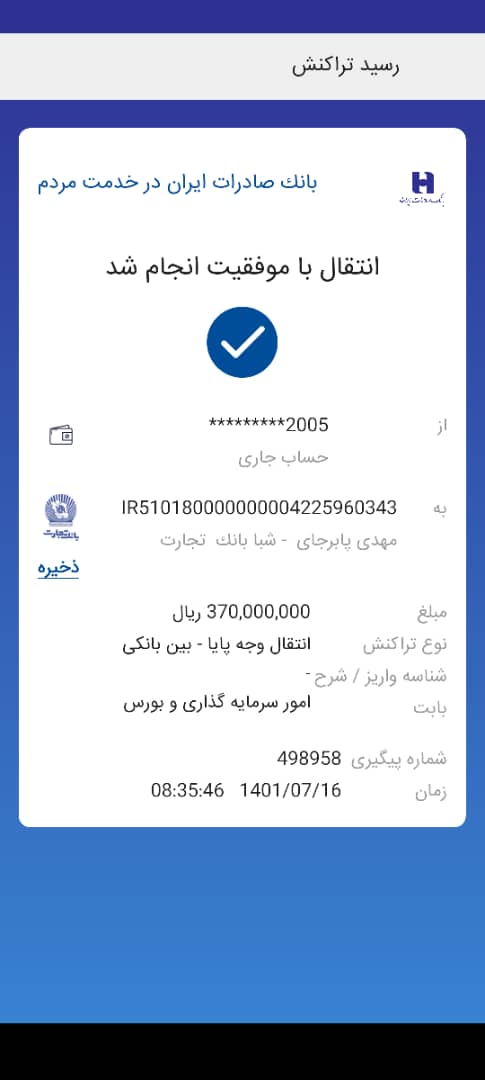 رسید تراکنش
بانك صادرات ایران در خدمت مردم
بانک صادرات ایران
انتقال با موفقیت انجام شد
از
*********2005
حساب جاری
به
IR510180000000004225960343
مهدی پابرجای - شبا بانك تجارت
بانک تجارت
ذخیره
مبلغ 370,000,000 ریال
نوع تراکنش انتقال وجه پایا - بین بانکی
شناسه واریز / شرح -
بابت امور سرمایه گذاری و بورس
شماره پیگیری 498958
زمان 1401/07/16 08:35:46